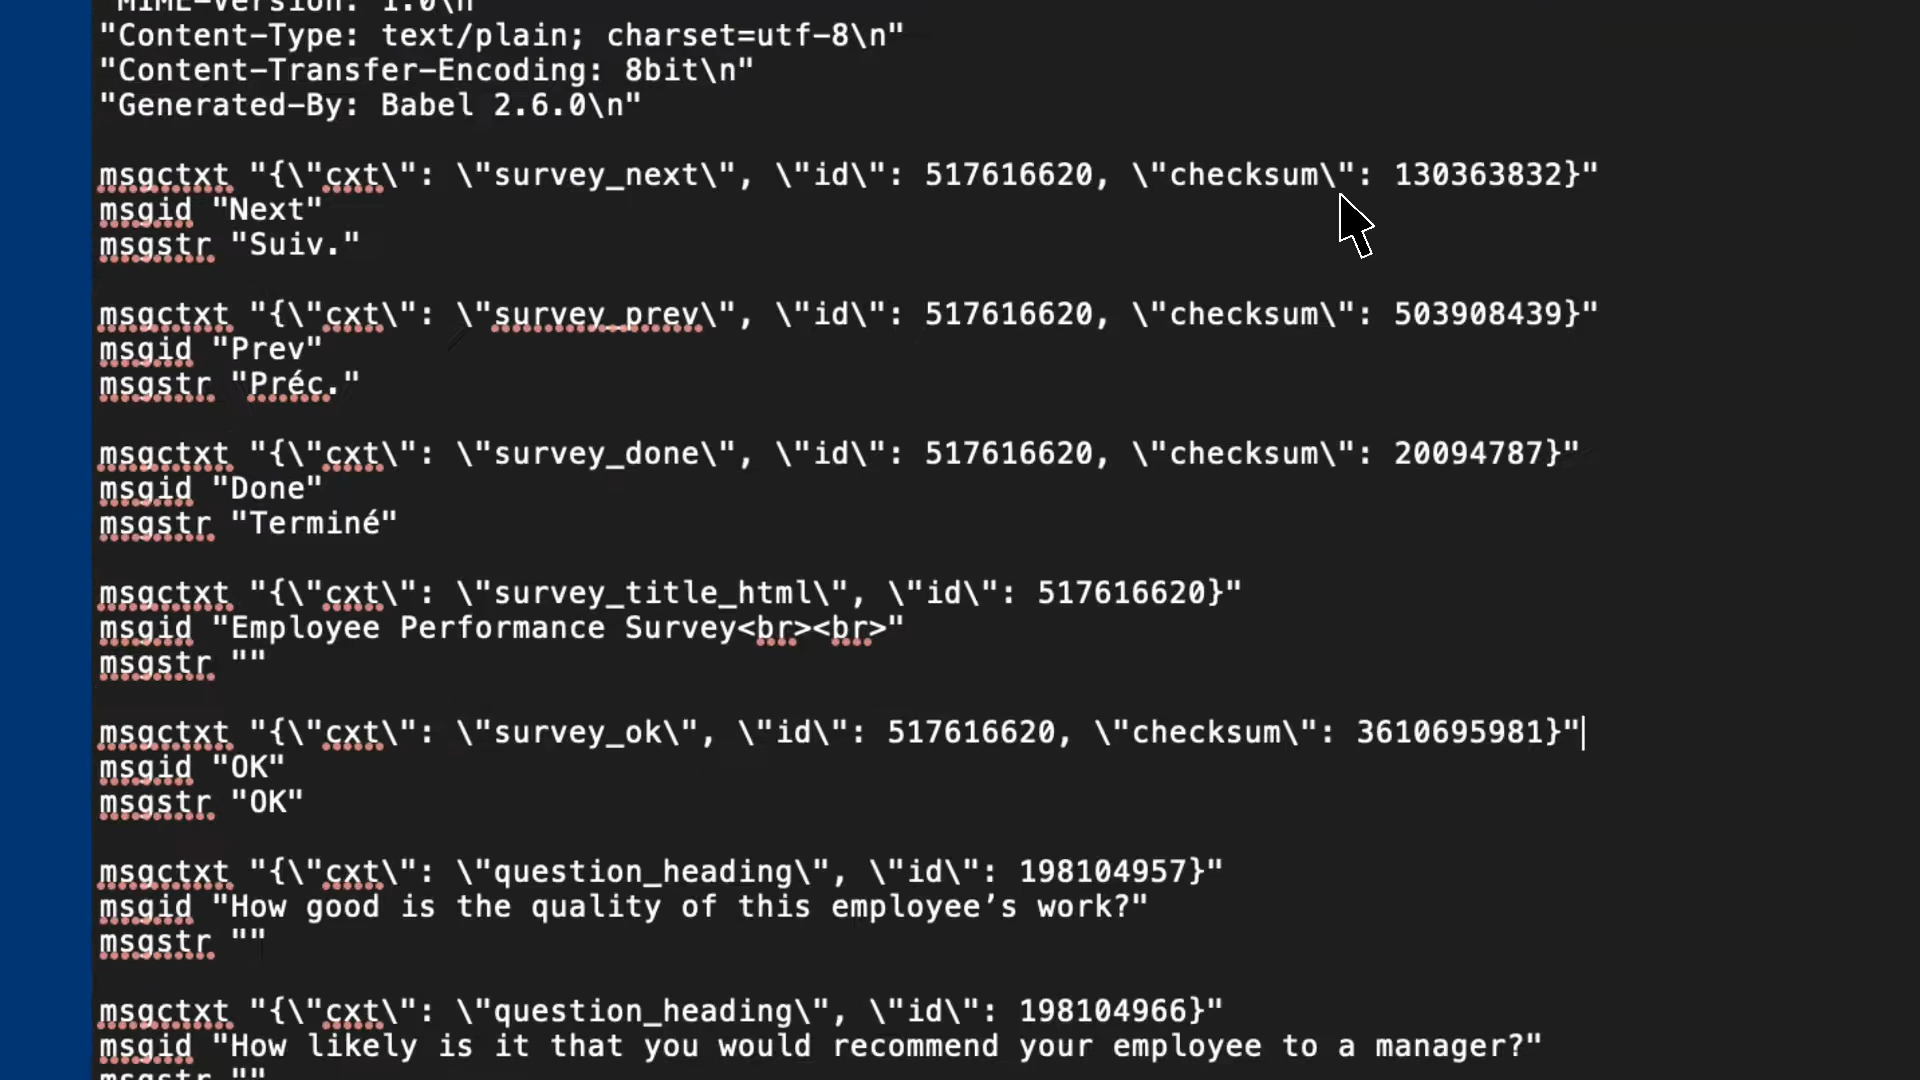 "MIME-Version: 1.0\n"
"Content-Type: text/plain; charset=utf-8\n"
"Content-Transfer-Encoding: 8bit\n"
"Generated-By: Babel 2.6.0\n"
msgctxt "{\"cxt\": \"survey_next\", \"id\": 517616620, \"checksum\": 130363832}"
msgid "Next"
msgstr "Suiv."
msgctxt "{\"cxt\": \"survey_prev\", \"id\": 517616620, \"checksum\": 503908439}"
msgid "Prev"
msgstr "Préc."
msgctxt "{\"cxt\": \"survey_done\", \"id\": 517616620, \"checksum\": 20094787}"
msgid "Done"
msgstr "Terminé"
msgctxt "{\"cxt\": \"survey_title_html\", \"id\": 517616620}"
msgid "Employee Performance Survey<br><br>"
msgstr ""
msgctxt "{\"cxt\": \"survey_ok\", \"id\": 517616620, \"checksum\": 3610695981}"
msgid "OK"
msgstr "OK"
msgctxt "{\"cxt\": \"question_heading\", \"id\": 198104957}"
msgid "How good is the quality of this employee’s work?"
msgstr ""
msgctxt "{\"cxt\": \"question_heading\", \"id\": 198104966}"
msgid "How likely is it that you would recommend your employee to a manager?"
msgstr ""